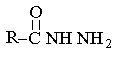 O
R–C NH NH₂